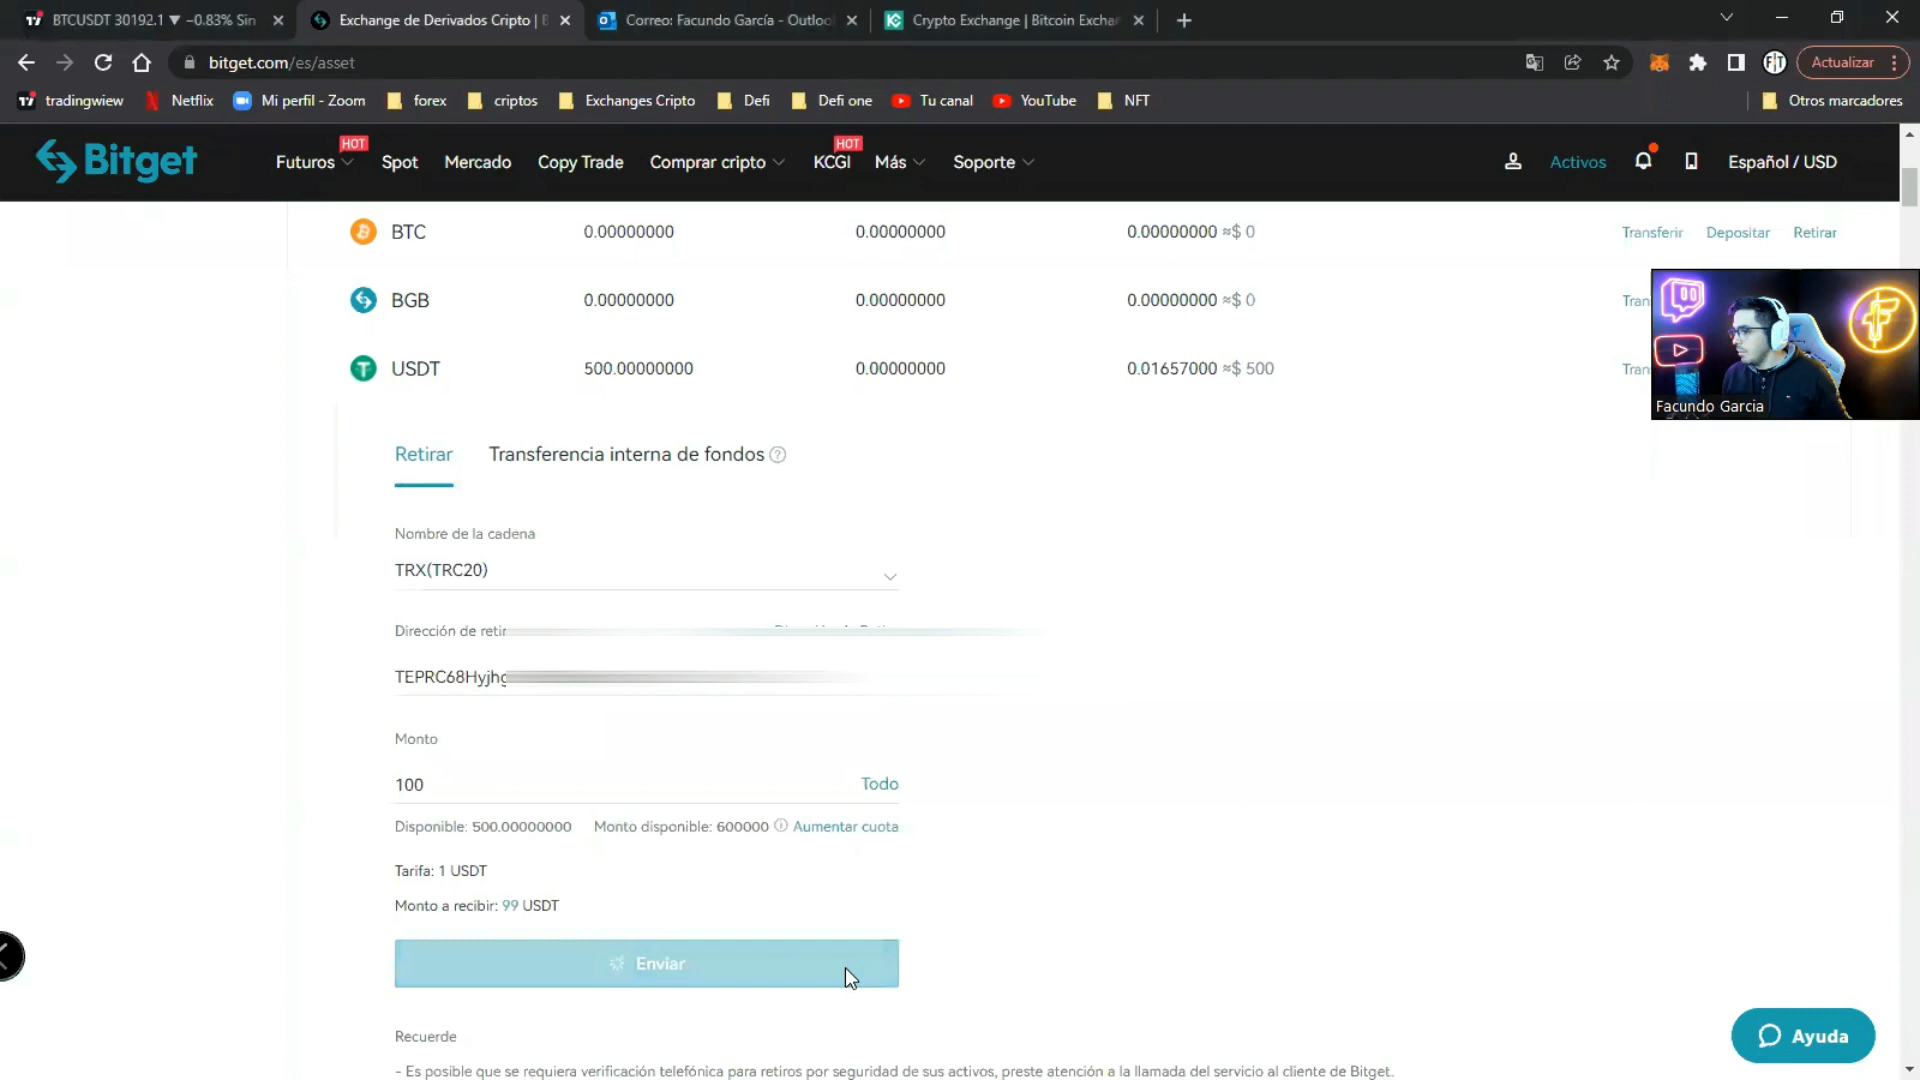 BTCUSDT 30192.1 ▼ −0.83% Sin
Exchange de Derivados Cripto |
Correo: Facundo García - Outloo
Crypto Exchange | Bitcoin Excha
bitget.com/es/asset
Actualizar
tradingwiew
Netflix
Mi perfil - Zoom
forex
criptos
Exchanges Cripto
Defi
Defi one
Tu canal
YouTube
NFT
Otros marcadores
Bitget
Futuros
HOT
Spot
Mercado
Copy Trade
Comprar cripto
KCGI
HOT
Más
Soporte
Activos
Español / USD
BTC 0.00000000 0.00000000 0.00000000 ≈$ 0 Transferir Depositar Retirar
BGB 0.00000000 0.00000000 0.00000000 ≈$ 0 Tran
USDT 500.00000000 0.00000000 0.01657000 ≈$ 500 Tran
Facundo Garcia
Retirar Transferencia interna de fondos
Nombre de la cadena
TRX(TRC20)
Dirección de retir
TEPRC68Hyjhg
Monto
100 Todo
Disponible: 500.00000000 Monto disponible: 600000 Aumentar cuota
Tarifa: 1 USDT
Monto a recibir: 99 USDT
Enviar
Recuerde
- Es posible que se requiera verificación telefónica para retiros por seguridad de sus activos, preste atención a la llamada del servicio al cliente de Bitget.
Ayuda